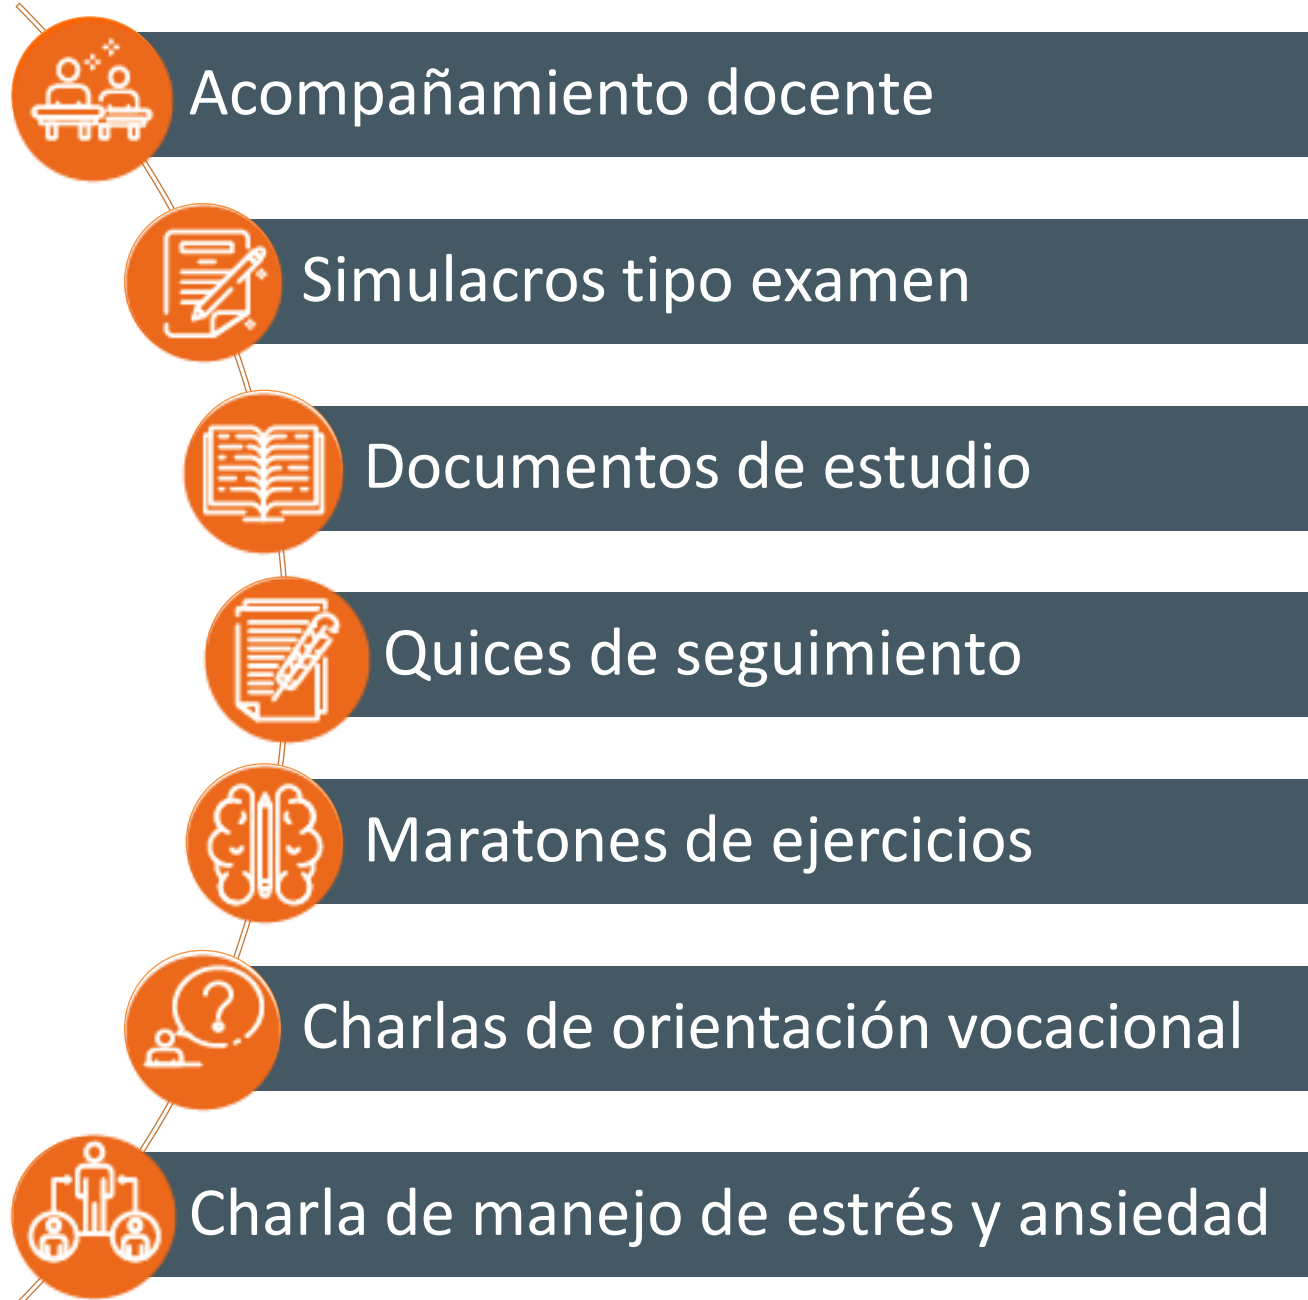 Acompañamiento docente
Simulacros tipo examen
Documentos de estudio
Quices de seguimiento
Maratones de ejercicios
Charlas de orientación vocacional
Charla de manejo de estrés y ansiedad